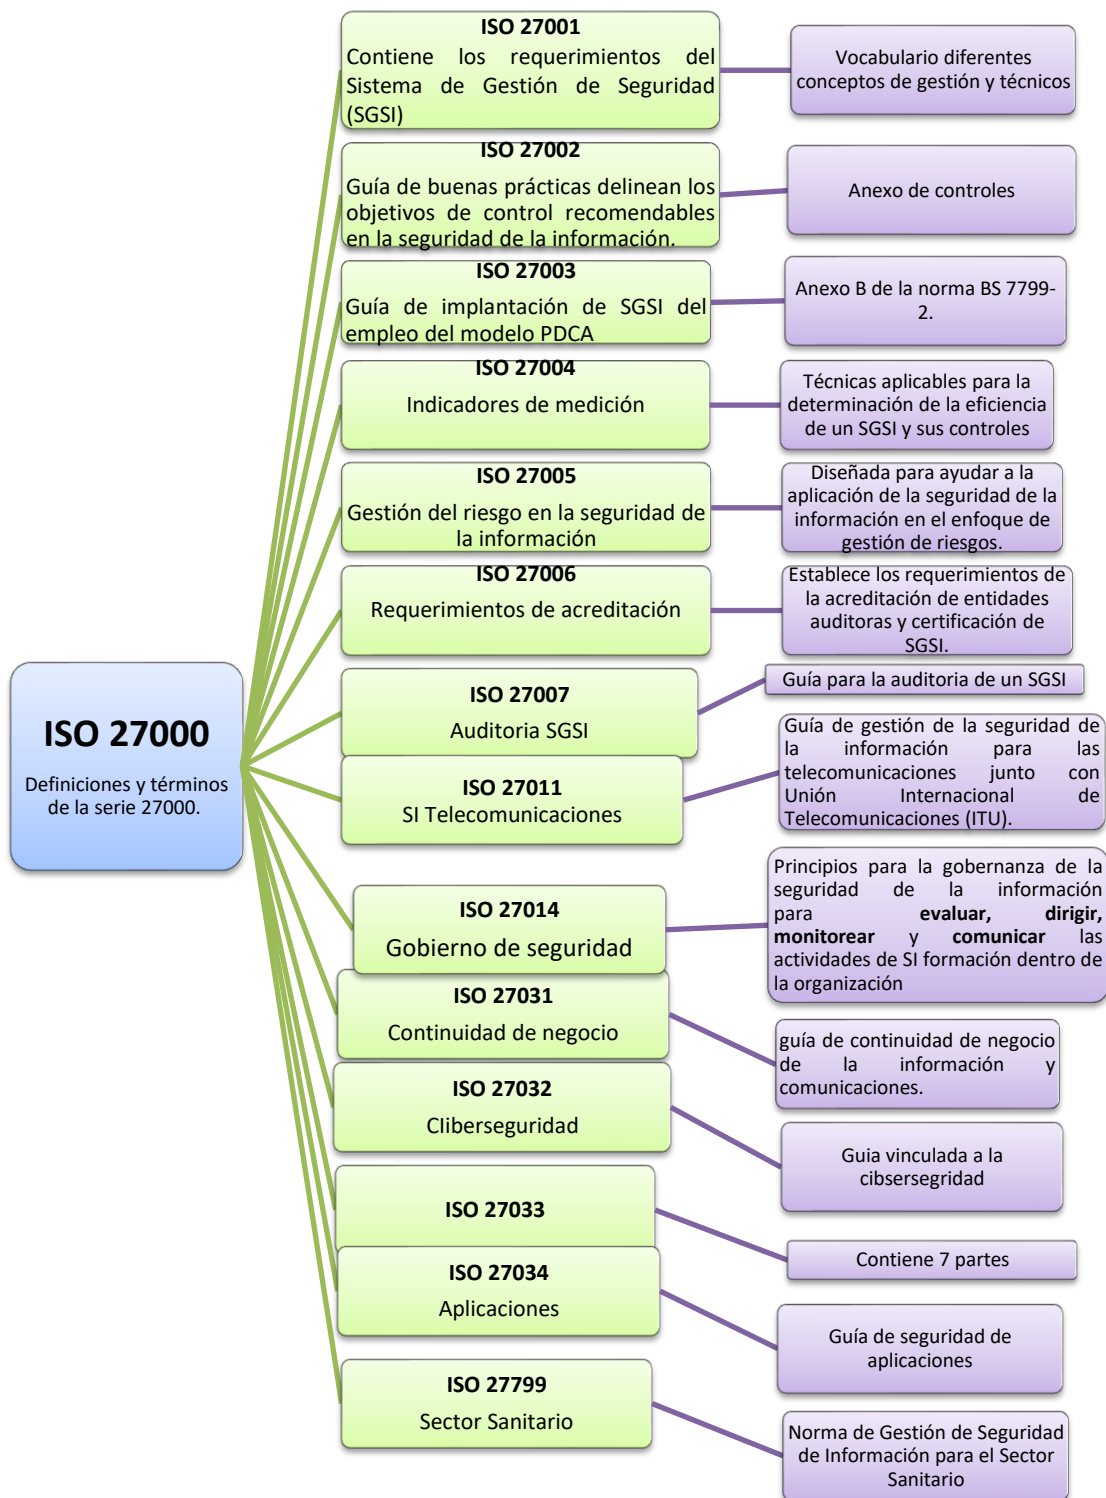 ISO 27000
Definiciones y términos
de la serie 27000.
ISO 27001
Contiene los requerimientos del
Sistema de Gestión de Seguridad
(SGSI)
Vocabulario diferentes
conceptos de gestión y técnicos
ISO 27002
Guía de buenas prácticas delinean los
objetivos de control recomendables
en la seguridad de la información.
Anexo de controles
ISO 27003
Guía de implantación de SGSI del
empleo del modelo PDCA
Anexo B de la norma BS 7799-
2.
ISO 27004
Indicadores de medición
Técnicas aplicables para la
determinación de la eficiencia
de un SGSI y sus controles
ISO 27005
Gestión del riesgo en la seguridad de
la información
Diseñada para ayudar a la
aplicación de la seguridad de la
información en el enfoque de
gestión de riesgos.
ISO 27006
Requerimientos de acreditación
Establece los requerimientos de
la acreditación de entidades
auditoras y certificación de
SGSI.
ISO 27007
Auditoria SGSI
Guía para la auditoria de un SGSI
ISO 27011
SI Telecomunicaciones
Guía de gestión de la seguridad de
la información para las
telecomunicaciones junto con
Unión Internacional de
Telecomunicaciones (ITU).
ISO 27014
Gobierno de seguridad
Principios para la gobernanza de la
seguridad de la información
para evaluar, dirigir,
monitorear y comunicar las
actividades de SI formación dentro de
la organización
ISO 27031
Continuidad de negocio
guía de continuidad de negocio
de la información y
comunicaciones.
ISO 27032
CIiberseguridad
Guia vinculada a la
cibsersegridad
ISO 27033
Contiene 7 partes
ISO 27034
Aplicaciones
Guía de seguridad de
aplicaciones
ISO 27799
Sector Sanitario
Norma de Gestión de Seguridad
de Información para el Sector
Sanitario